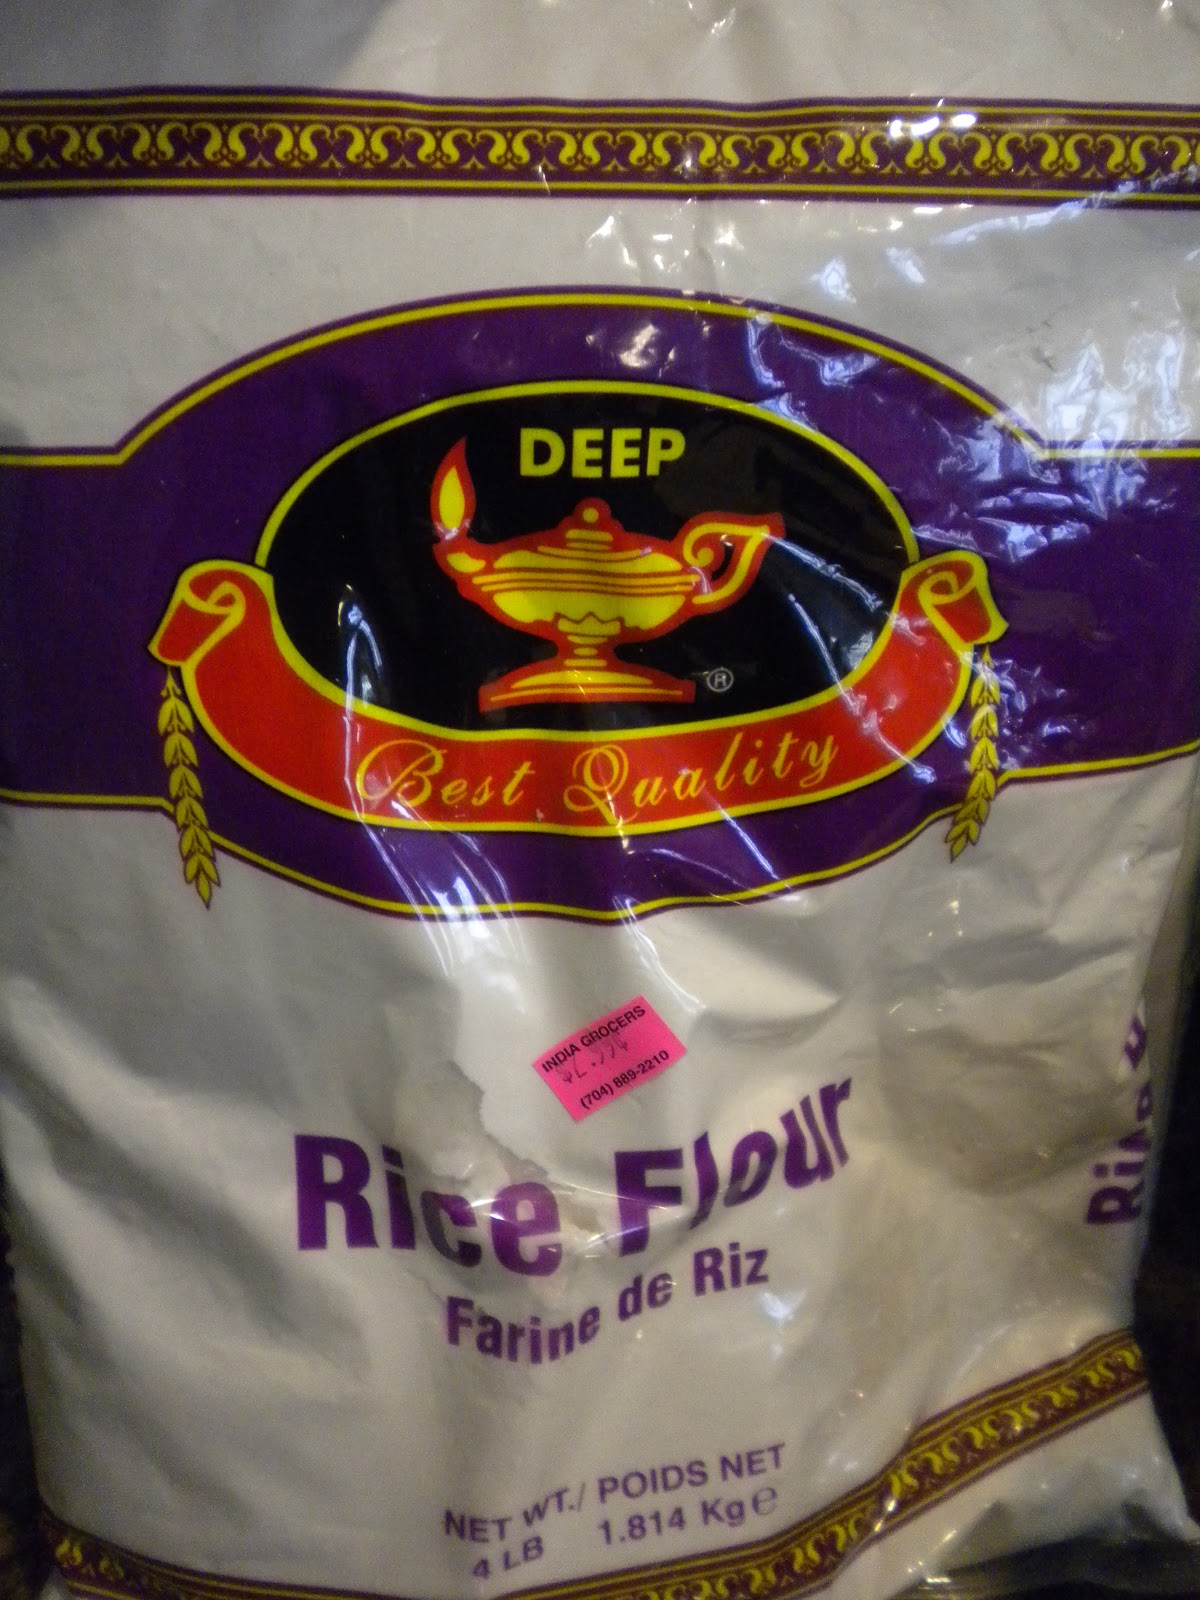 DEEP
®
Best Quality
INDIA GROCERS
(704) 889-2210
Rice Flour
Farine de Riz
NET WT./ POIDS NET
4 LB 1.814 Kg e
Rice